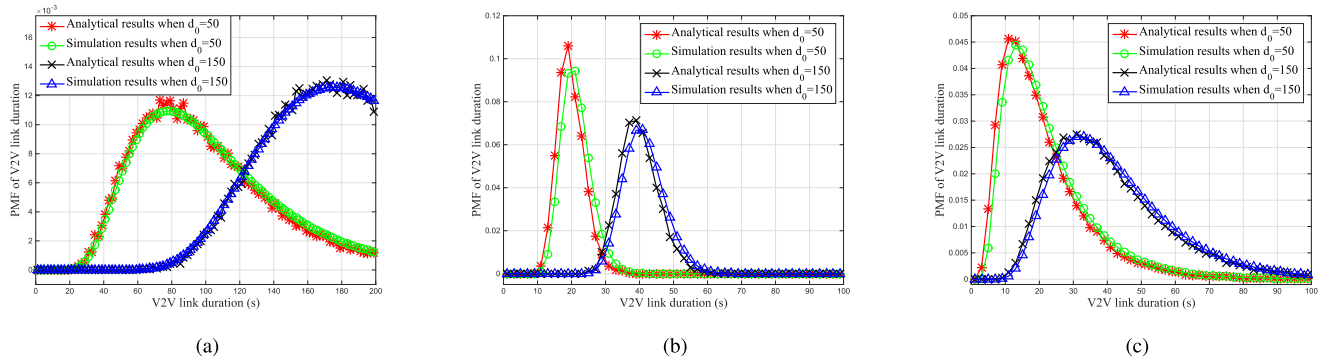 ×10⁻³
16
14
12
10
8
6
4
2
0
PMF of V2V link duration
Analytical results when d₀=50
Simulation results when d₀=50
Analytical results when d₀=150
Simulation results when d₀=150
0 20 40 60 80 100 120 140 160 180 200
V2V link duration (s)
(a)
0.12
0.1
0.08
0.06
0.04
0.02
0
PMF of V2V link duration
Analytical results when d₀=50
Simulation results when d₀=50
Analytical results when d₀=150
Simulation results when d₀=150
0 10 20 30 40 50 60 70 80 90 100
V2V link duration (s)
(b)
0.05
0.045
0.04
0.035
0.03
0.025
0.02
0.015
0.01
0.005
0
PMF of V2V link duration
Analytical results when d₀=50
Simulation results when d₀=50
Analytical results when d₀=150
Simulation results when d₀=150
0 10 20 30 40 50 60 70 80 90 100
V2V link duration (s)
(c)